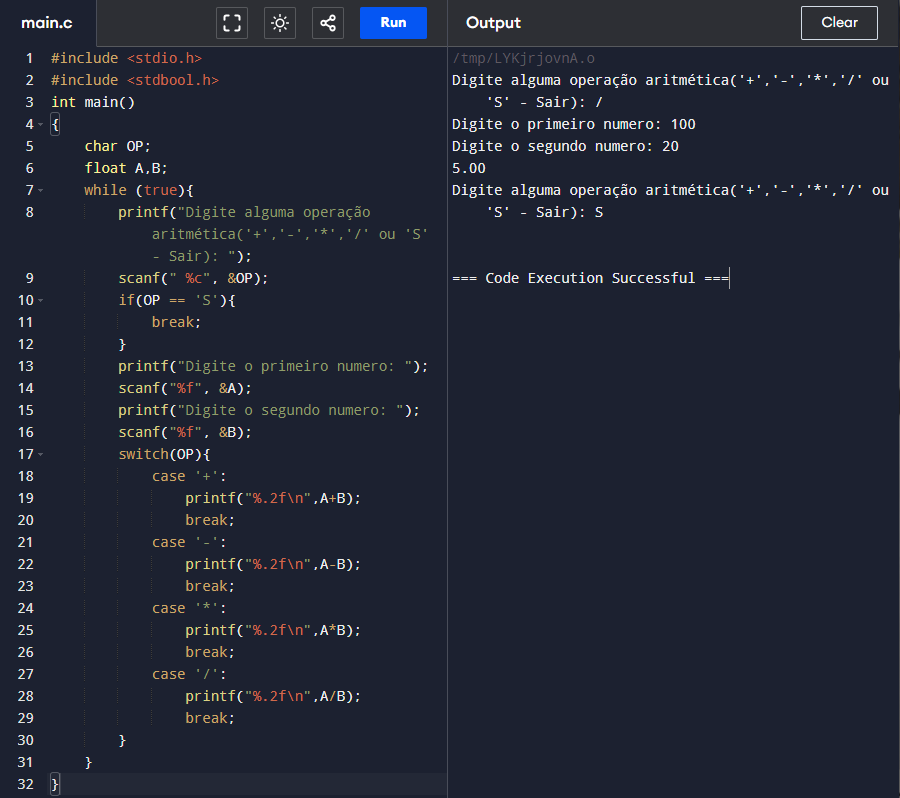 main.c
Run
Output
Clear
1 #include <stdio.h>
2 #include <stdbool.h>
3 int main()
4 {
5 char OP;
6 float A,B;
7 while (true){
8 printf("Digite alguma operação
aritmética('+','-','*','/' ou 'S'
- Sair): ");
9 scanf(" %c", &OP);
10 if(OP == 'S'){
11 break;
12 }
13 printf("Digite o primeiro numero: ");
14 scanf("%f", &A);
15 printf("Digite o segundo numero: ");
16 scanf("%f", &B);
17 switch(OP){
18 case '+':
19 printf("%.2f\n",A+B);
20 break;
21 case '-':
22 printf("%.2f\n",A-B);
23 break;
24 case '*':
25 printf("%.2f\n",A*B);
26 break;
27 case '/':
28 printf("%.2f\n",A/B);
29 break;
30 }
31 }
32 }
/tmp/LYKjrjovnA.o
Digite alguma operação aritmética('+','-','*','/' ou
'S' - Sair): /
Digite o primeiro numero: 100
Digite o segundo numero: 20
5.00
Digite alguma operação aritmética('+','-','*','/' ou
'S' - Sair): S
=== Code Execution Successful ===